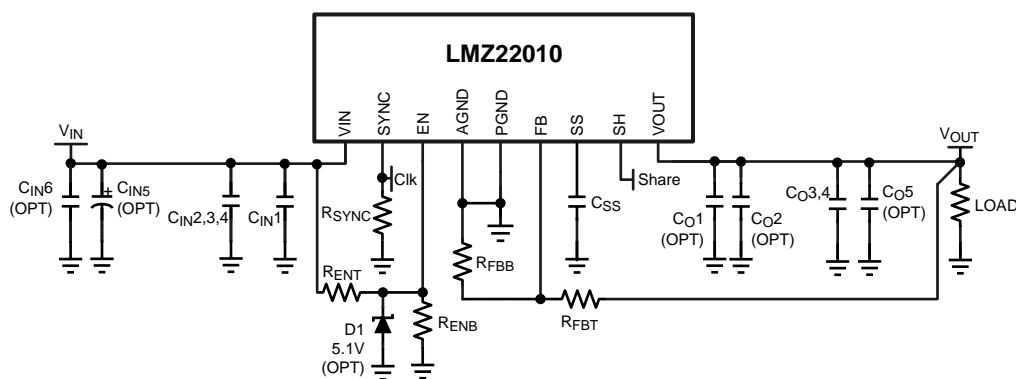 LMZ22010
VIN
SYNC
EN
AGND
PGND
FB
SS
SH
VOUT
VIN
VOUT
Clk
Share
CIN6
(OPT)
+
CIN5
(OPT)
CIN2,3,4
CIN1
RSYNC
CSS
CO1
(OPT)
CO2
(OPT)
CO3,4
CO5
(OPT)
LOAD
RENT
RFBB
D1
5.1V
(OPT)
RENB
RFBT